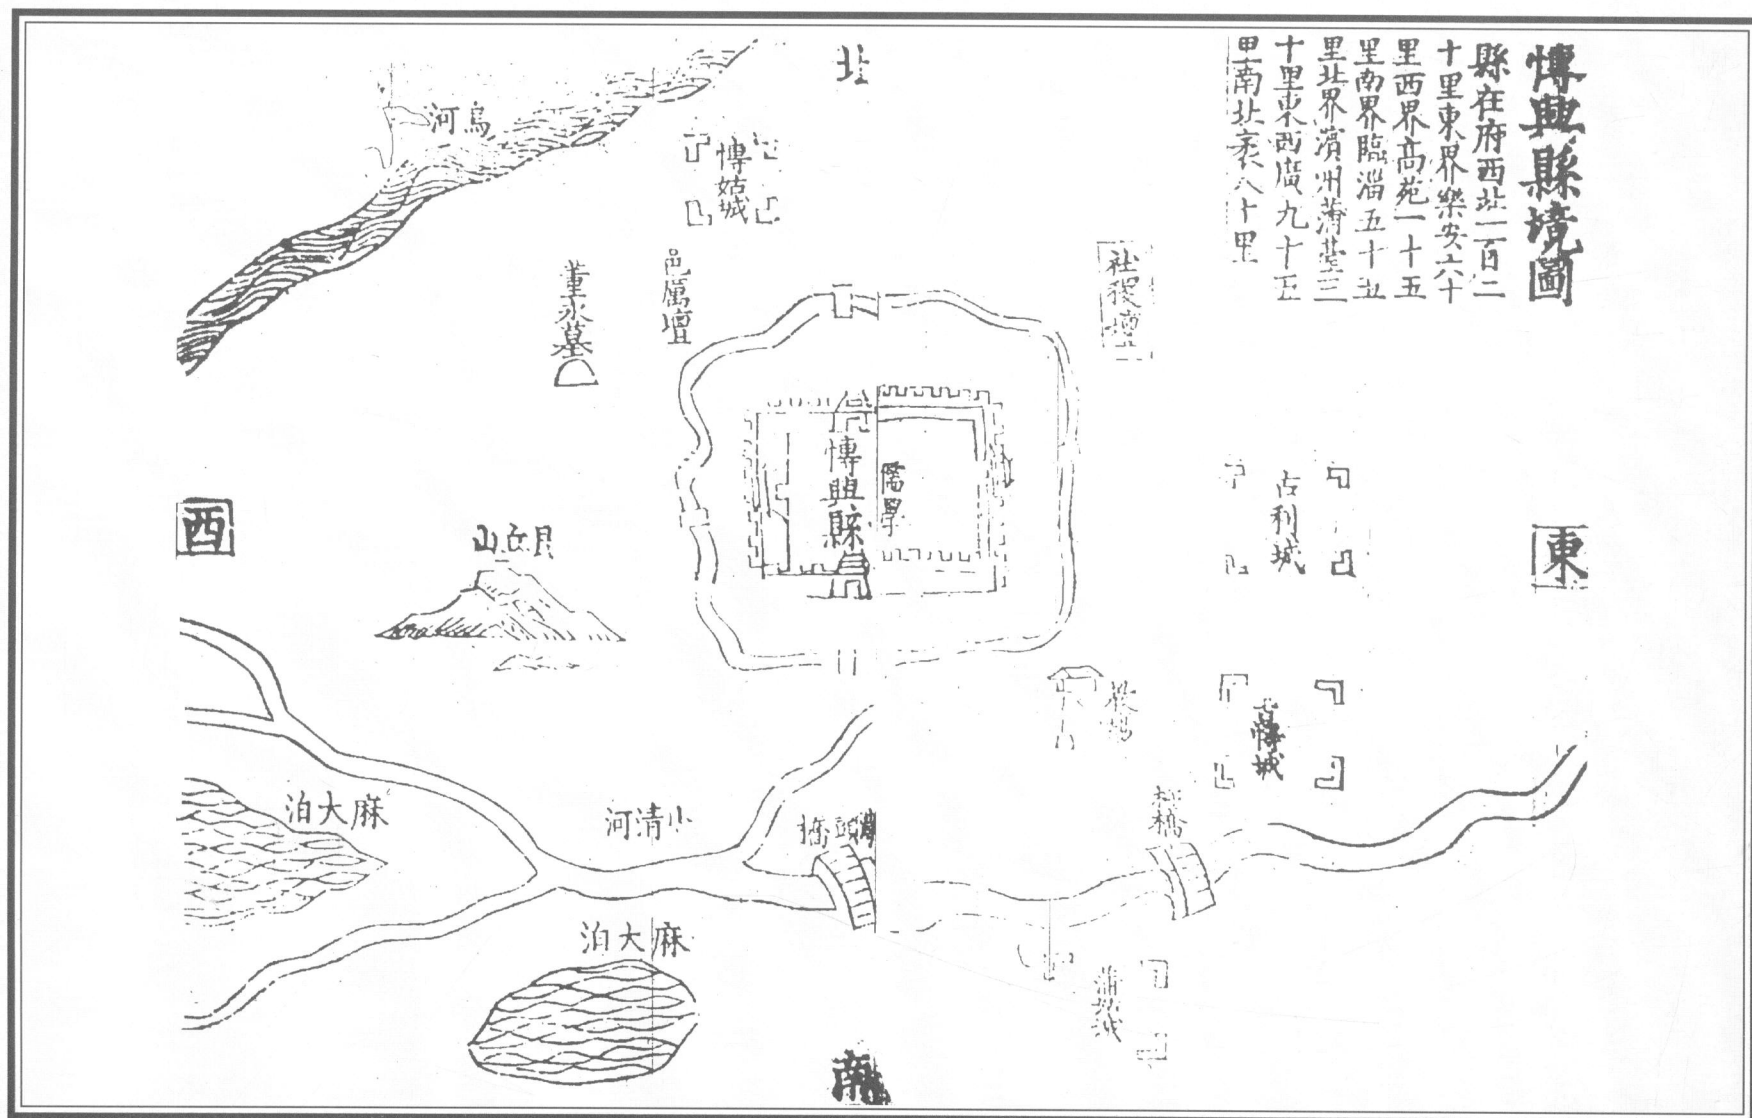 博興縣境圖
縣在府西北一百二
十里東界樂安六十
里西界高苑一十五
里南界臨淄五十五
里北界濱州蒲臺三
十里東西廣九十五
里南北袤八十里
北
烏河
博姑城
邑厲壇
董永墓
社稷壇
博興縣
儒學
古利城
東
西
山
麻大泊
小清河
橋
橋
麻大泊
蒲姑城
南